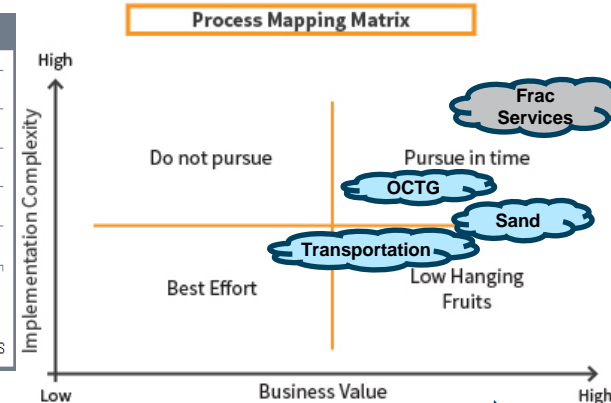 Process Mapping Matrix
High
Frac
Services
Do not pursue
Pursue in time
OCTG
Sand
Transportation
Implementation Complexity
Best Effort
Low Hanging
Fruits
s
Low
Business Value
High